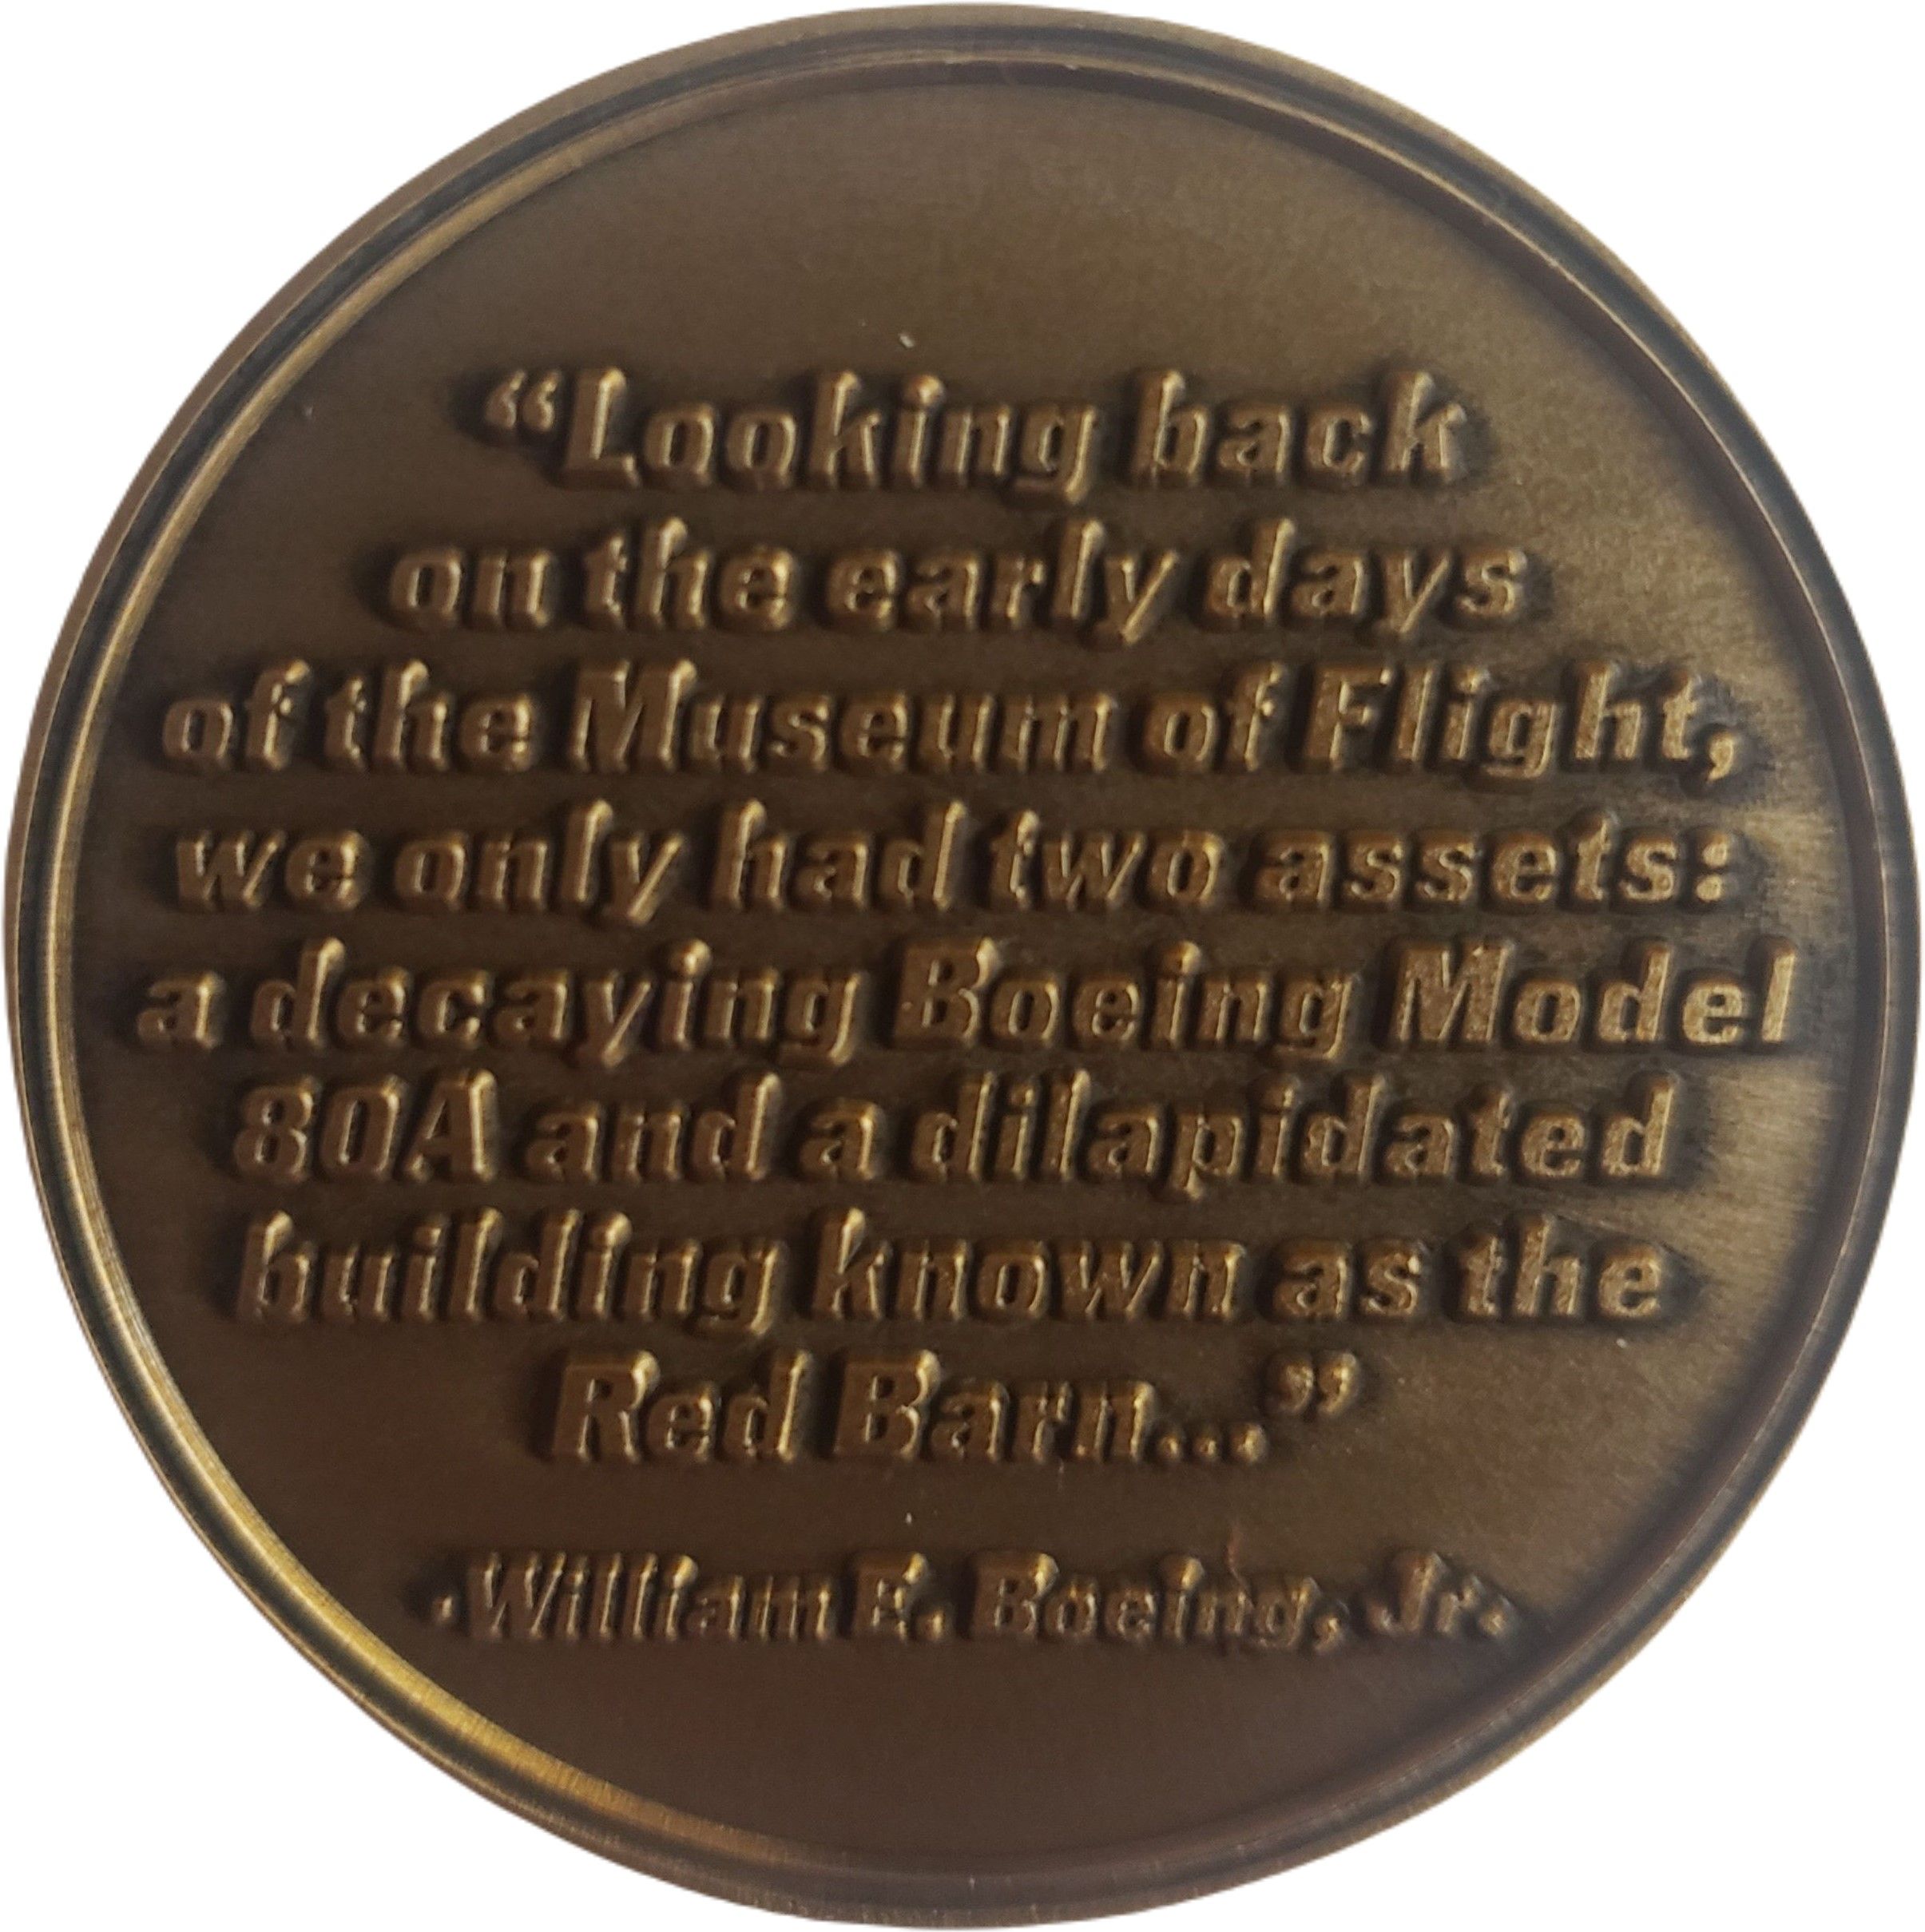 “Looking back
on the early days
of the Museum of Flight,
we only had two assets:
a decaying Boeing Model
80A and a dilapidated
building known as the
Red Barn...”
-William E. Boeing, Jr.